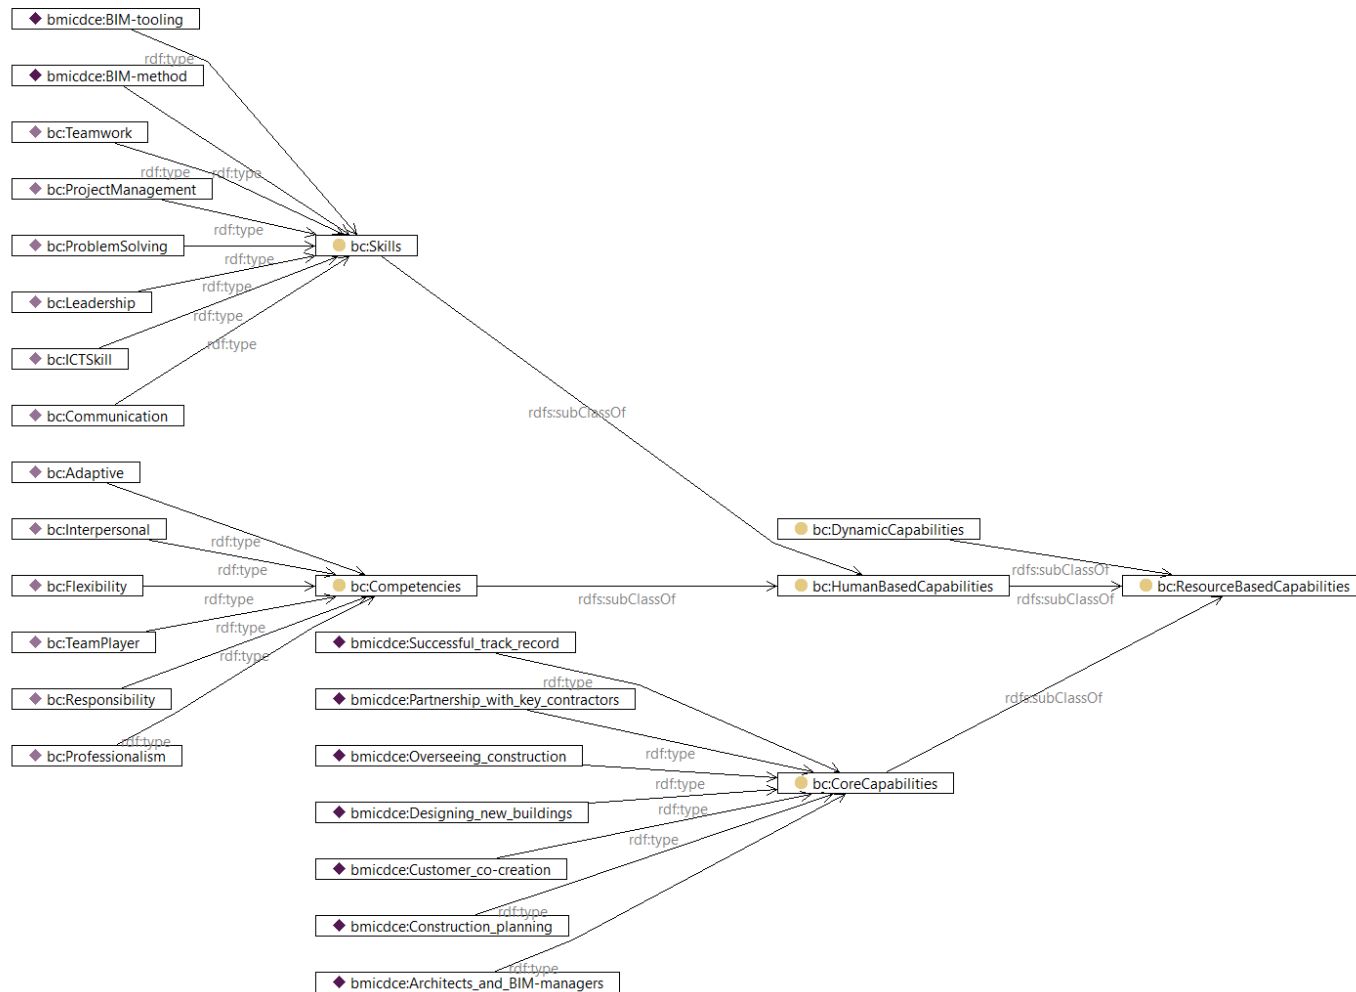 bmicdce:BIM-tooling
rdf:type
bmicdce:BIM-method
bc:Teamwork
rdf:type
rdf:type
bc:ProjectManagement
rdf:type
bc:ProblemSolving
bc:Skills
rdf:type
rdf:type
bc:Leadership
rdf:type
rdf:type
bc:ICTSkill
rdfs:subClassOf
bc:Communication
bc:Adaptive
bc:Interpersonal
bc:DynamicCapabilities
rdf:type
rdf:type
rdfs:subClassOf
bc:Flexibility
bc:Competencies
bc:HumanBasedCapabilities
bc:ResourceBasedCapabilities
rdf:type
rdfs:subClassOf
rdfs:subClassOf
rdf:type
bc:TeamPlayer
bmicdce:Successful_track_record
rdf:type
rdf:type
bc:Responsibility
bmicdce:Partnership_with_key_contractors
rdfs:subClassOf
rdf:type
bc:Professionalism
bmicdce:Overseeing_construction
rdf:type
rdf:type
bc:CoreCapabilities
bmicdce:Designing_new_buildings
rdf:type
rdf:type
bmicdce:Customer_co-creation
rdf:type
bmicdce:Construction_planning
rdf:type
bmicdce:Architects_and_BIM-managers